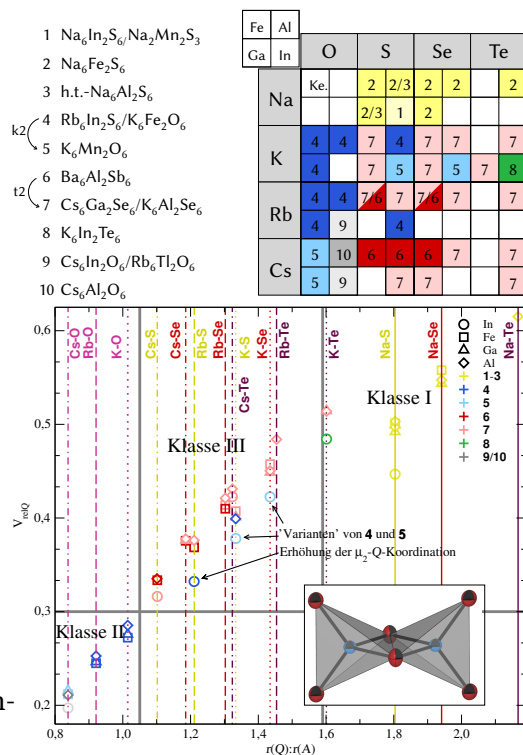 Fe Al
Ga In
O S Se Te
1 Na₆In₂S₆/Na₂Mn₂S₃
2 Na₆Fe₂S₆
3 h.t.-Na₆Al₂S₆
4 Rb₆In₂S₆/K₆Fe₂O₆
k2
5 K₆Mn₂O₆
6 Ba₆Al₂Sb₆
t2
7 Cs₆Ga₂Se₆/K₆Al₂Se₆
8 K₆In₂Te₆
9 Cs₆In₂O₆/Rb₆Tl₂O₆
10 Cs₆Al₂O₆
Ke. 2 2/3 2 2 2
Na
2/3 1 2
4 4 7 4 7 7 7
K
4 7 5 7 5 7 8
4 4 7/6 7 7/6 7 7
Rb
4 9 4
5 10 6 6 6 7 7
Cs
5 9 7 7 7
Cs-O Rb-O K-O Cs-S Cs-Se Rb-S Rb-Se K-S Cs-Te K-Se Rb-Te K-Te Na-S Na-Se Na-Te
In
Fe
Ga
Al
1-3
4
5
6
7
8
9/10
Klasse I
Klasse III
'Varianten' von 4 und 5
Erhöhung der μ₂-Q-Koordination
Klasse II
0,6
0,5
0,4
0,3
0,2
V relQ
0,8 1,0 1,2 1,4 1,6 1,8 2,0
r(Q):r(A)
n-